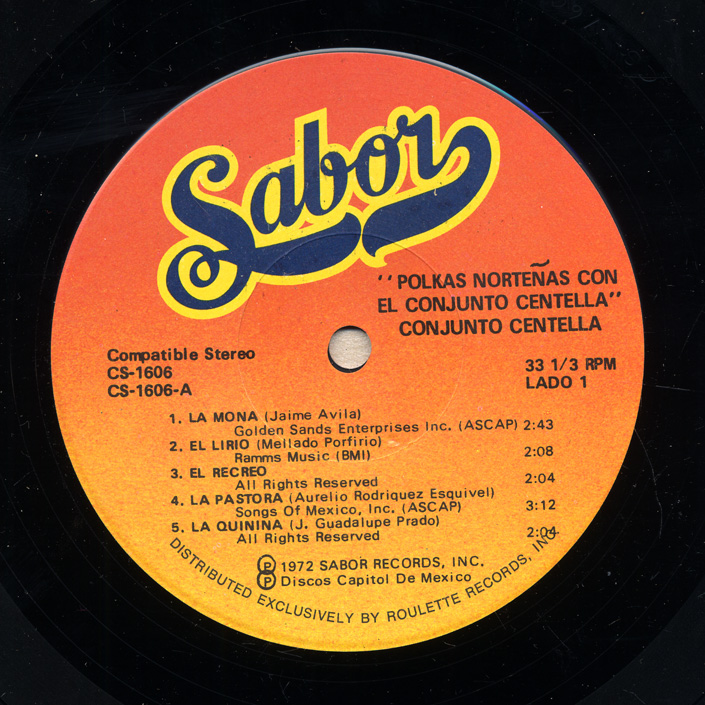 Sabor
‘‘POLKAS NORTEÑAS CON
EL CONJUNTO CENTELLA’’
CONJUNTO CENTELLA
Compatible Stereo
CS-1606
CS-1606-A
33 1/3 RPM
LADO 1
1. LA MONA (Jaime Avila)
Golden Sands Enterprises Inc. (ASCAP) 2:43
2. EL LIRIO (Mellado Porfirio)
Ramms Music (BMI) 2:08
3. EL RECREO
All Rights Reserved 2:04
4. LA PASTORA (Aurelio Rodriquez Esquivel)
Songs Of Mexico, Inc. (ASCAP) 3:12
5. LA QUININA (J. Guadalupe Prado)
All Rights Reserved 2:04
℗ 1972 SABOR RECORDS, INC.
℗ Discos Capitol De Mexico
DISTRIBUTED EXCLUSIVELY BY ROULETTE RECORDS, INC.